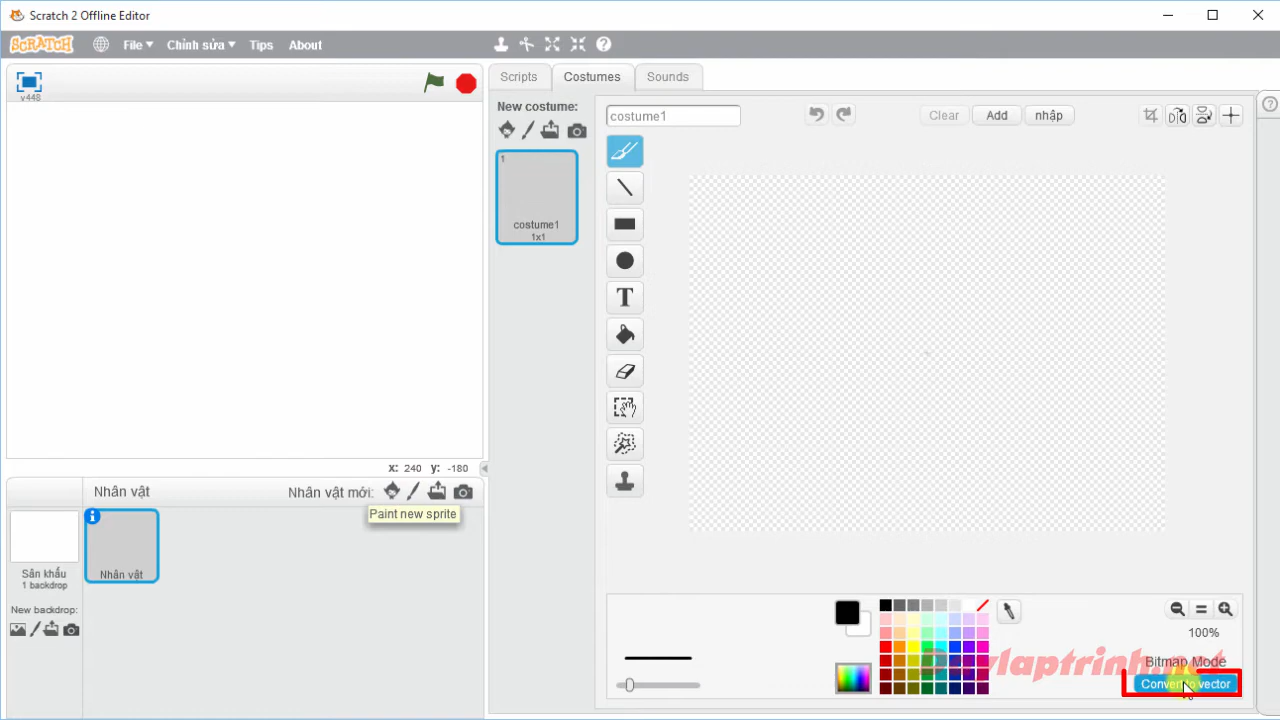 Scratch 2 Offline Editor
SCRATCH
File
Chỉnh sửa
Tips
About
v448
Scripts
Costumes
Sounds
New costume:
1
costume1
1x1
costume1
Clear
Add
nhập
T
x: 240 y: -180
Nhân vật
Nhân vật mới:
Paint new sprite
Nhân vật
Sân khấu
1 backdrop
New backdrop:
100%
Bitmap Mode
Convert to vector